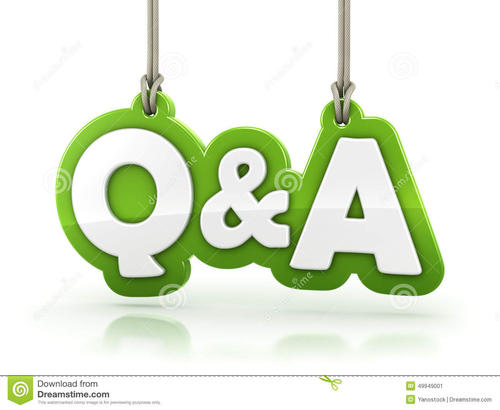 Q&A
Download from
Dreamstime.com
This watermarked comp image is for previewing purposes only.
49949001
Yanostock | Dreamstime.com